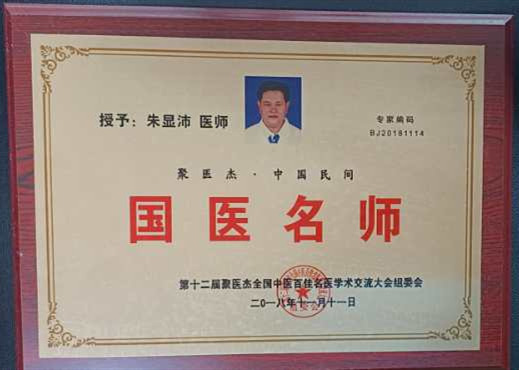 授予：朱显沛 医师
专家编码
BJ20181114
聚医杰·中国民间
国医名师
第十二届聚医杰全国中医百佳名医学术交流大会组委会
二〇一八年十一月十一日
组委会